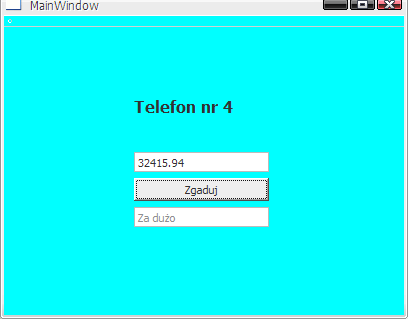 MainWindow
Telefon nr 4
32415.94
Zgaduj
Za dużo